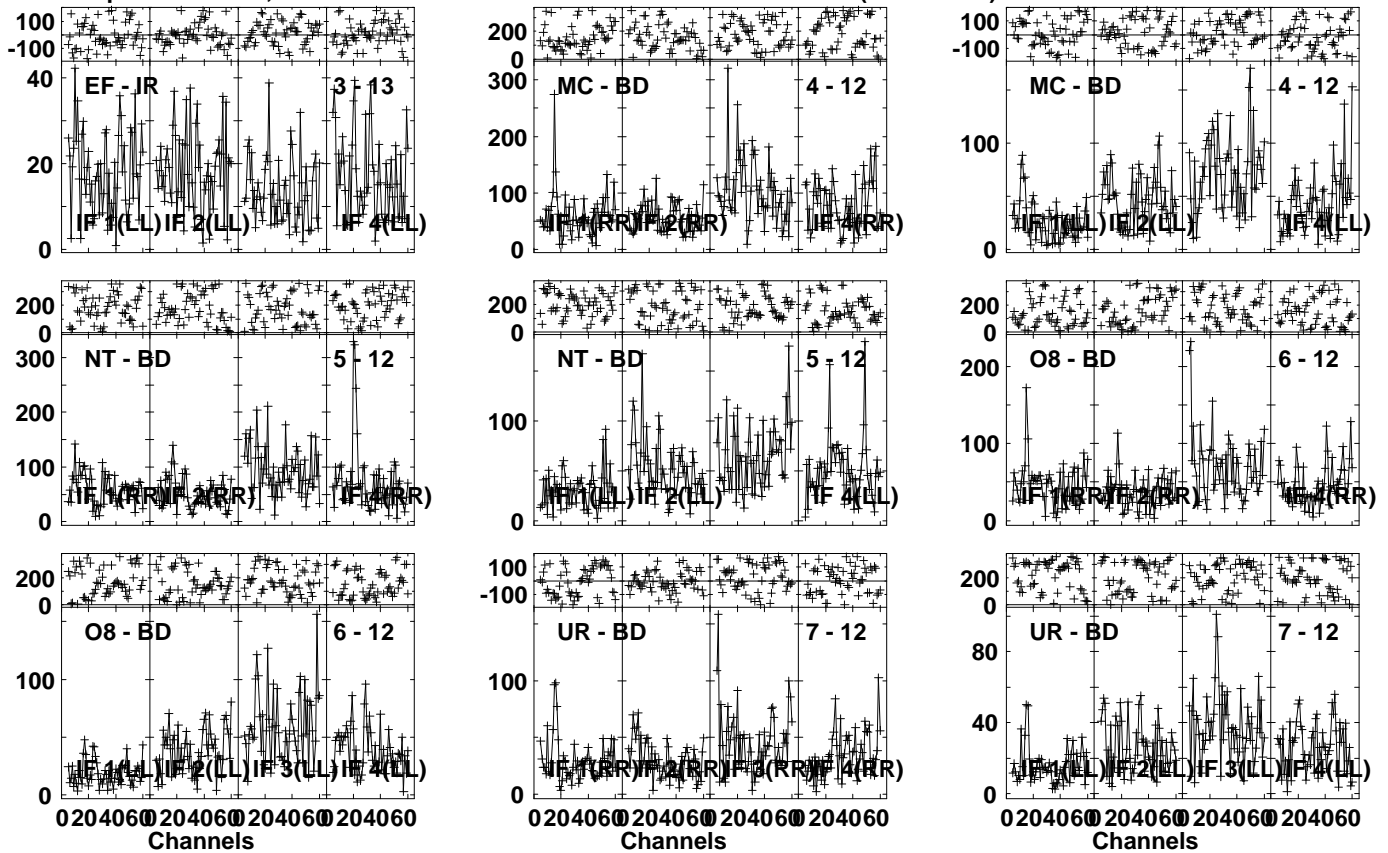 100
-100
40
20
0
EF - IR 3 - 13
IF 1(LL) IF 2(LL) IF 4(LL)
200
0
300
200
100
0
MC - BD 4 - 12
IF 1(RR) IF 2(RR) IF 4(RR)
100
-100
100
0
MC - BD 4 - 12
IF 1(LL) IF 2(LL) IF 4(LL)
200
0
300
200
100
0
NT - BD 5 - 12
IF 1(RR) IF 2(RR) IF 4(RR)
200
0
100
0
NT - BD 5 - 12
IF 1(LL) IF 2(LL) IF 4(LL)
200
0
200
100
0
O8 - BD 6 - 12
IF 1(RR) IF 2(RR) IF 4(RR)
200
0
100
0
O8 - BD 6 - 12
IF 1(LL) IF 2(LL) IF 3(LL) IF 4(LL)
0 20 40 60 0 20 40 60 0 20 40 60 0 20 40 60
Channels
100
-100
100
0
UR - BD 7 - 12
IF 1(RR) IF 2(RR) IF 3(RR) IF 4(RR)
0 20 40 60 0 20 40 60 0 20 40 60 0 20 40 60
Channels
200
0
80
40
0
UR - BD 7 - 12
IF 1(LL) IF 2(LL) IF 3(LL) IF 4(LL)
0 20 40 60 0 20 40 60 0 20 40 60 0 20 40 60
Channels